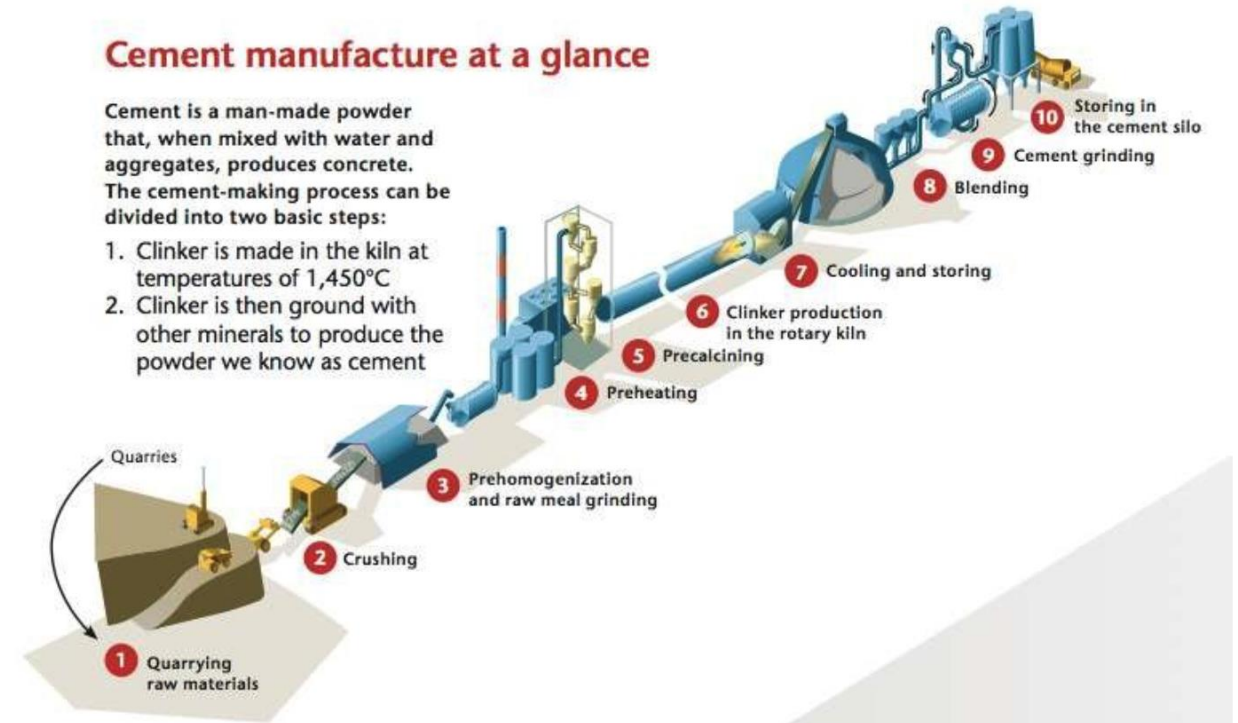 Cement manufacture at a glance
Cement is a man-made powder
that, when mixed with water and
aggregates, produces concrete.
The cement-making process can be
divided into two basic steps:
1. Clinker is made in the kiln at
temperatures of 1,450°C
2. Clinker is then ground with
other minerals to produce the
powder we know as cement
Quarries
1 Quarrying
raw materials
2 Crushing
3 Prehomogenization
and raw meal grinding
4 Preheating
5 Precalcining
6 Clinker production
in the rotary kiln
7 Cooling and storing
8 Blending
9 Cement grinding
10 Storing in
the cement silo